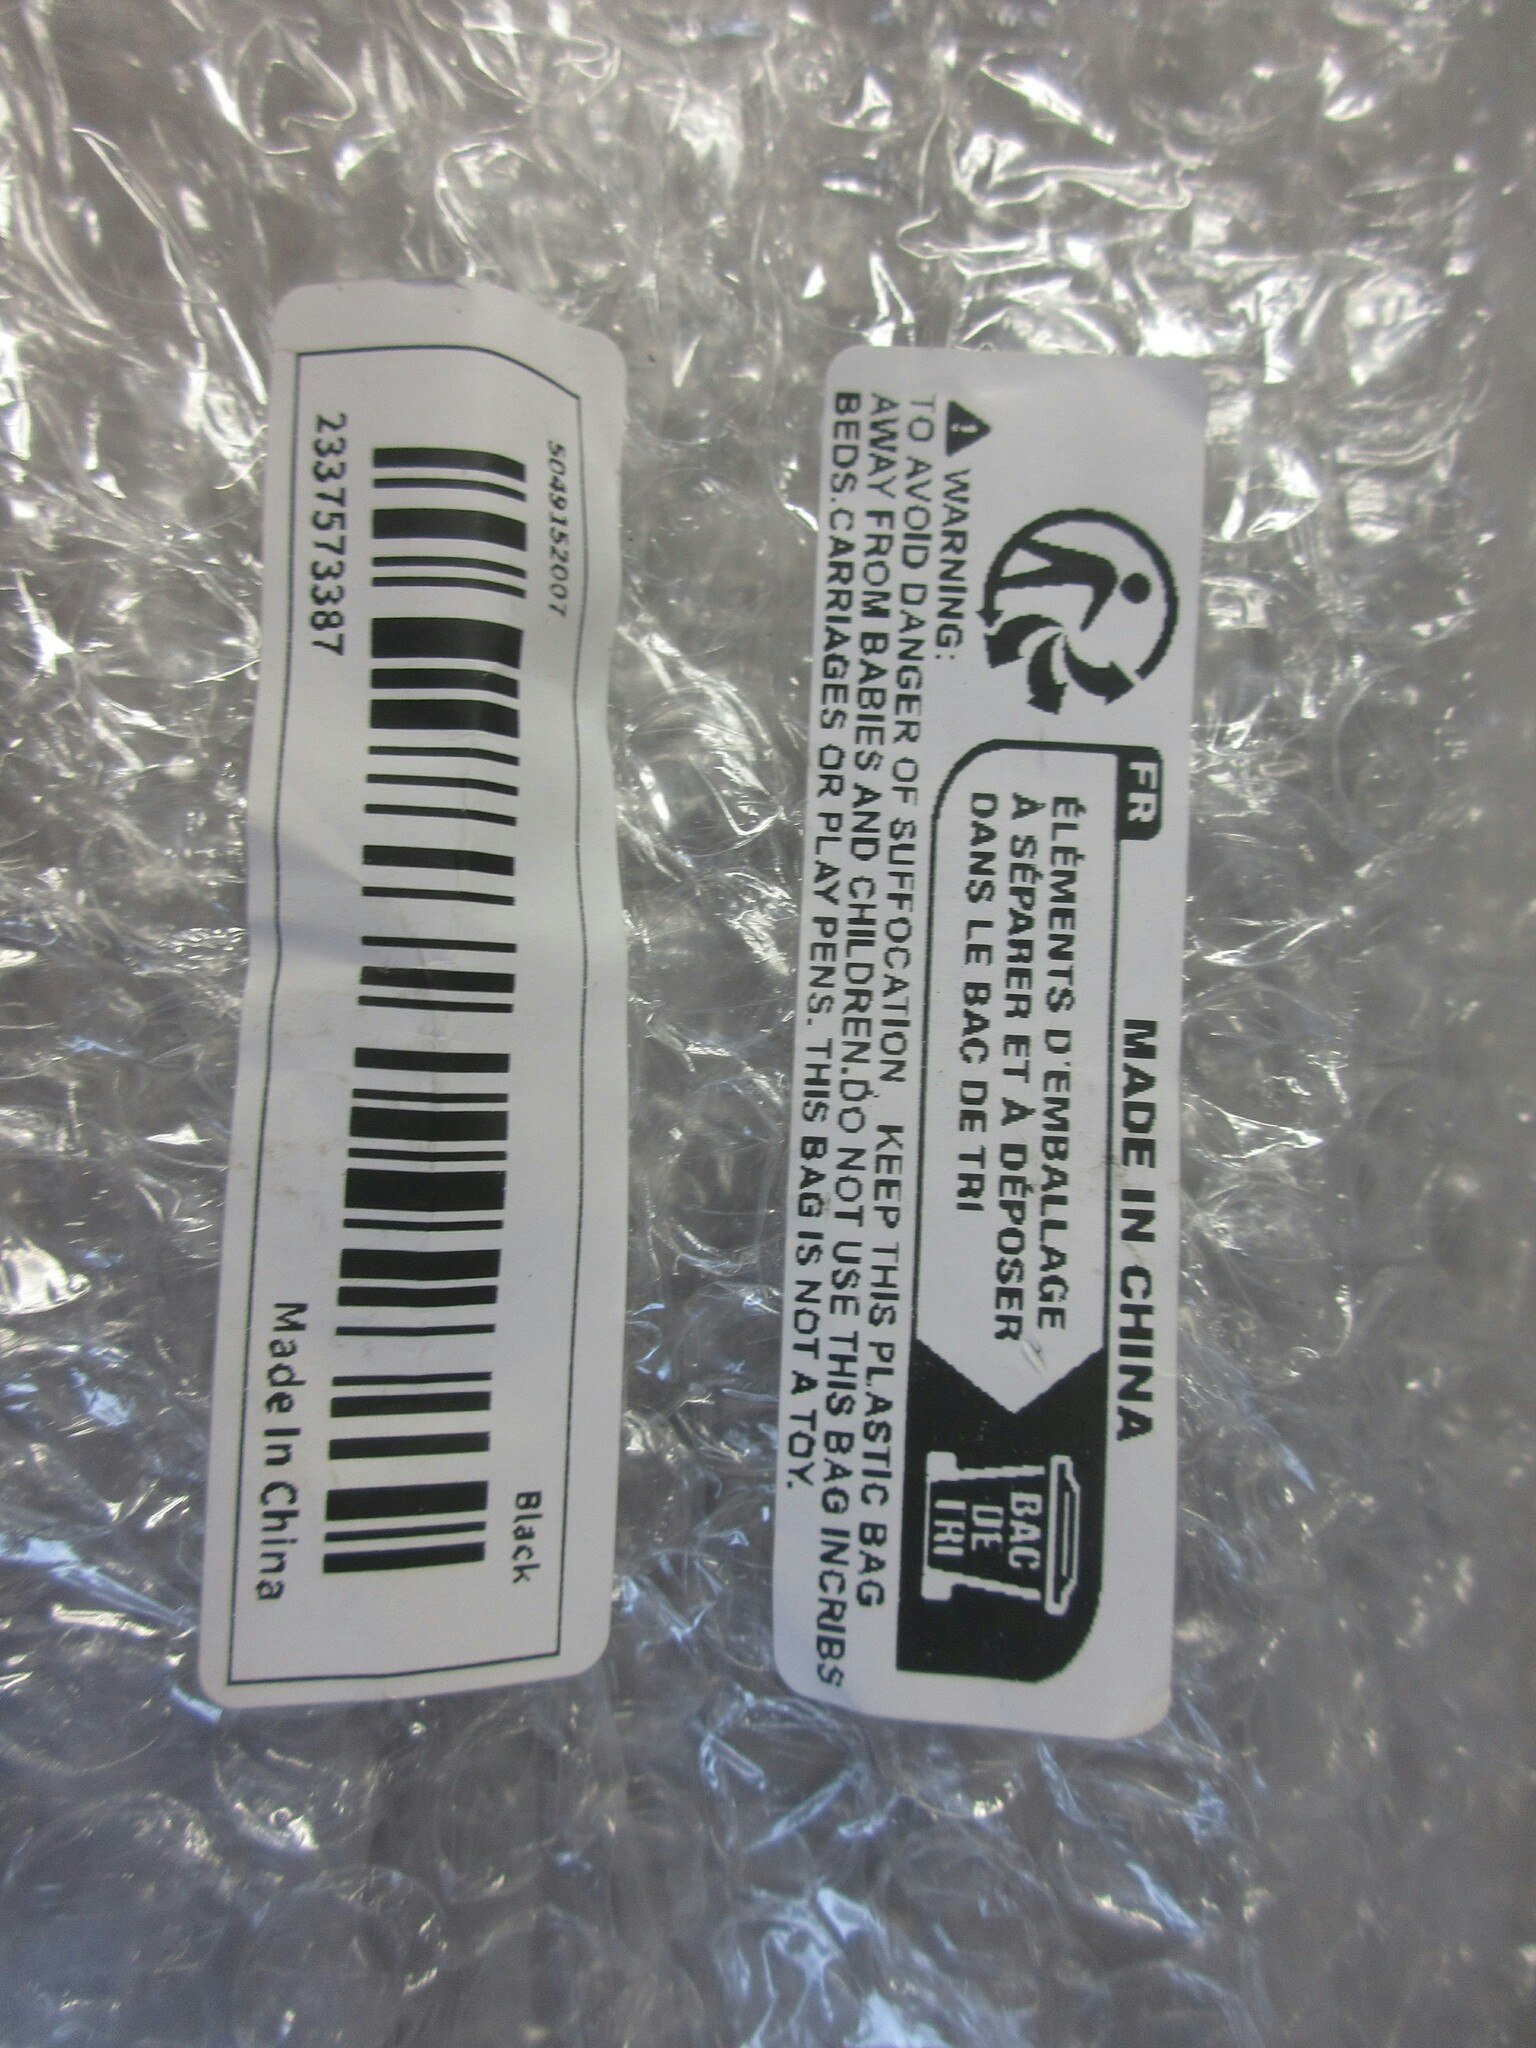 5049152007
Black
2337573387
Made In China
MADE IN CHINA
FR
ÉLÉMENTS D'EMBALLAGE
À SÉPARER ET À DÉPOSER
DANS LE BAC DE TRI
BAC
DE
TRI
WARNING:
TO AVOID DANGER OF SUFFOCATION, KEEP THIS PLASTIC BAG
AWAY FROM BABIES AND CHILDREN.DO NOT USE THIS BAG INCRIBS
BEDS.CARRIAGES OR PLAY PENS. THIS BAG IS NOT A TOY.